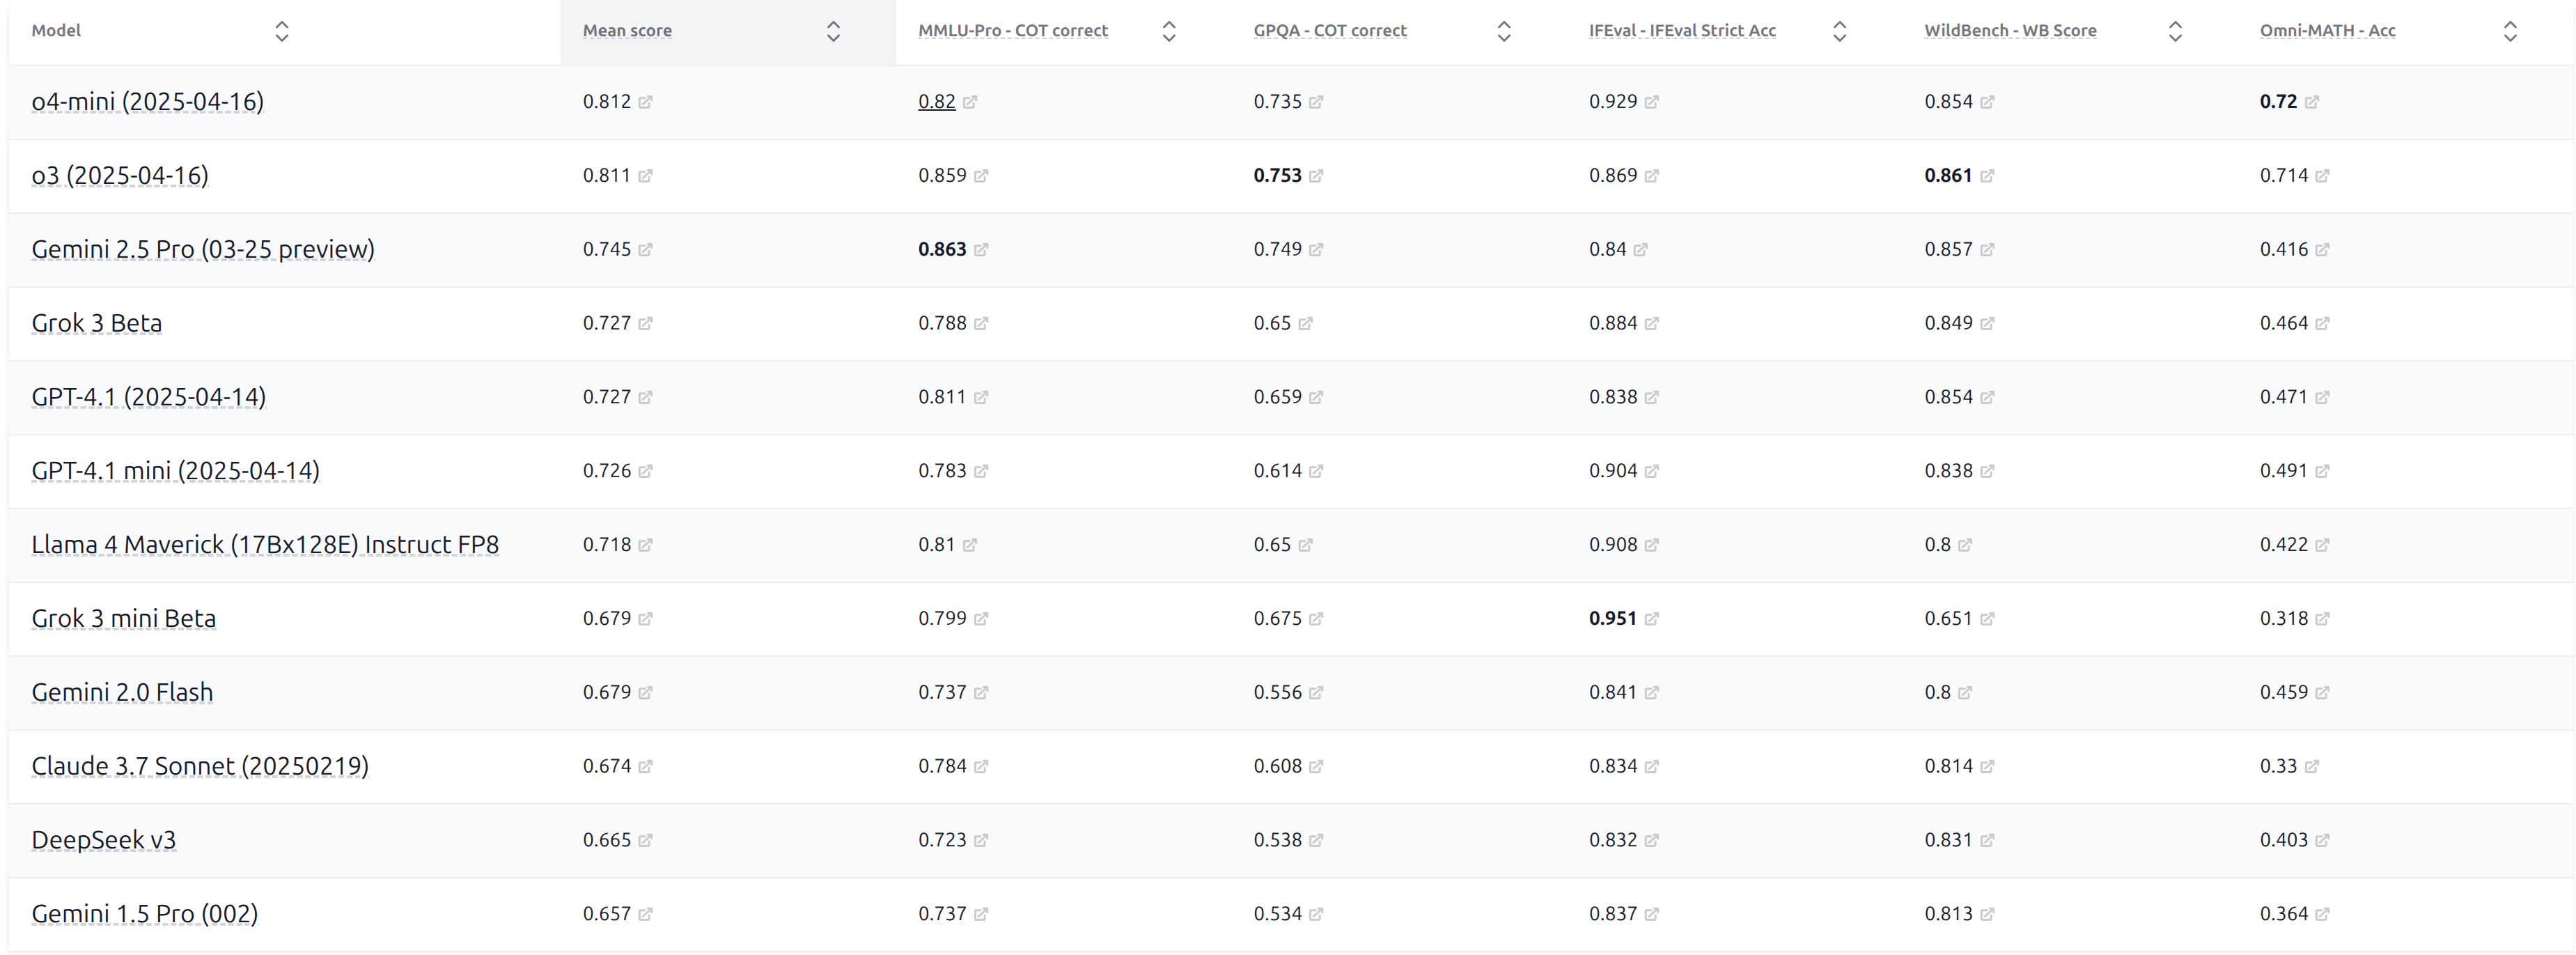 Model Mean score MMLU-Pro - COT correct GPQA - COT correct IFEval - IFEval Strict Acc WildBench - WB Score Omni-MATH - Acc
o4-mini (2025-04-16) 0.812 0.82 0.735 0.929 0.854 0.72
o3 (2025-04-16) 0.811 0.859 0.753 0.869 0.861 0.714
Gemini 2.5 Pro (03-25 preview) 0.745 0.863 0.749 0.84 0.857 0.416
Grok 3 Beta 0.727 0.788 0.65 0.884 0.849 0.464
GPT-4.1 (2025-04-14) 0.727 0.811 0.659 0.838 0.854 0.471
GPT-4.1 mini (2025-04-14) 0.726 0.783 0.614 0.904 0.838 0.491
Llama 4 Maverick (17Bx128E) Instruct FP8 0.718 0.81 0.65 0.908 0.8 0.422
Grok 3 mini Beta 0.679 0.799 0.675 0.951 0.651 0.318
Gemini 2.0 Flash 0.679 0.737 0.556 0.841 0.8 0.459
Claude 3.7 Sonnet (20250219) 0.674 0.784 0.608 0.834 0.814 0.33
DeepSeek v3 0.665 0.723 0.538 0.832 0.831 0.403
Gemini 1.5 Pro (002) 0.657 0.737 0.534 0.837 0.813 0.364